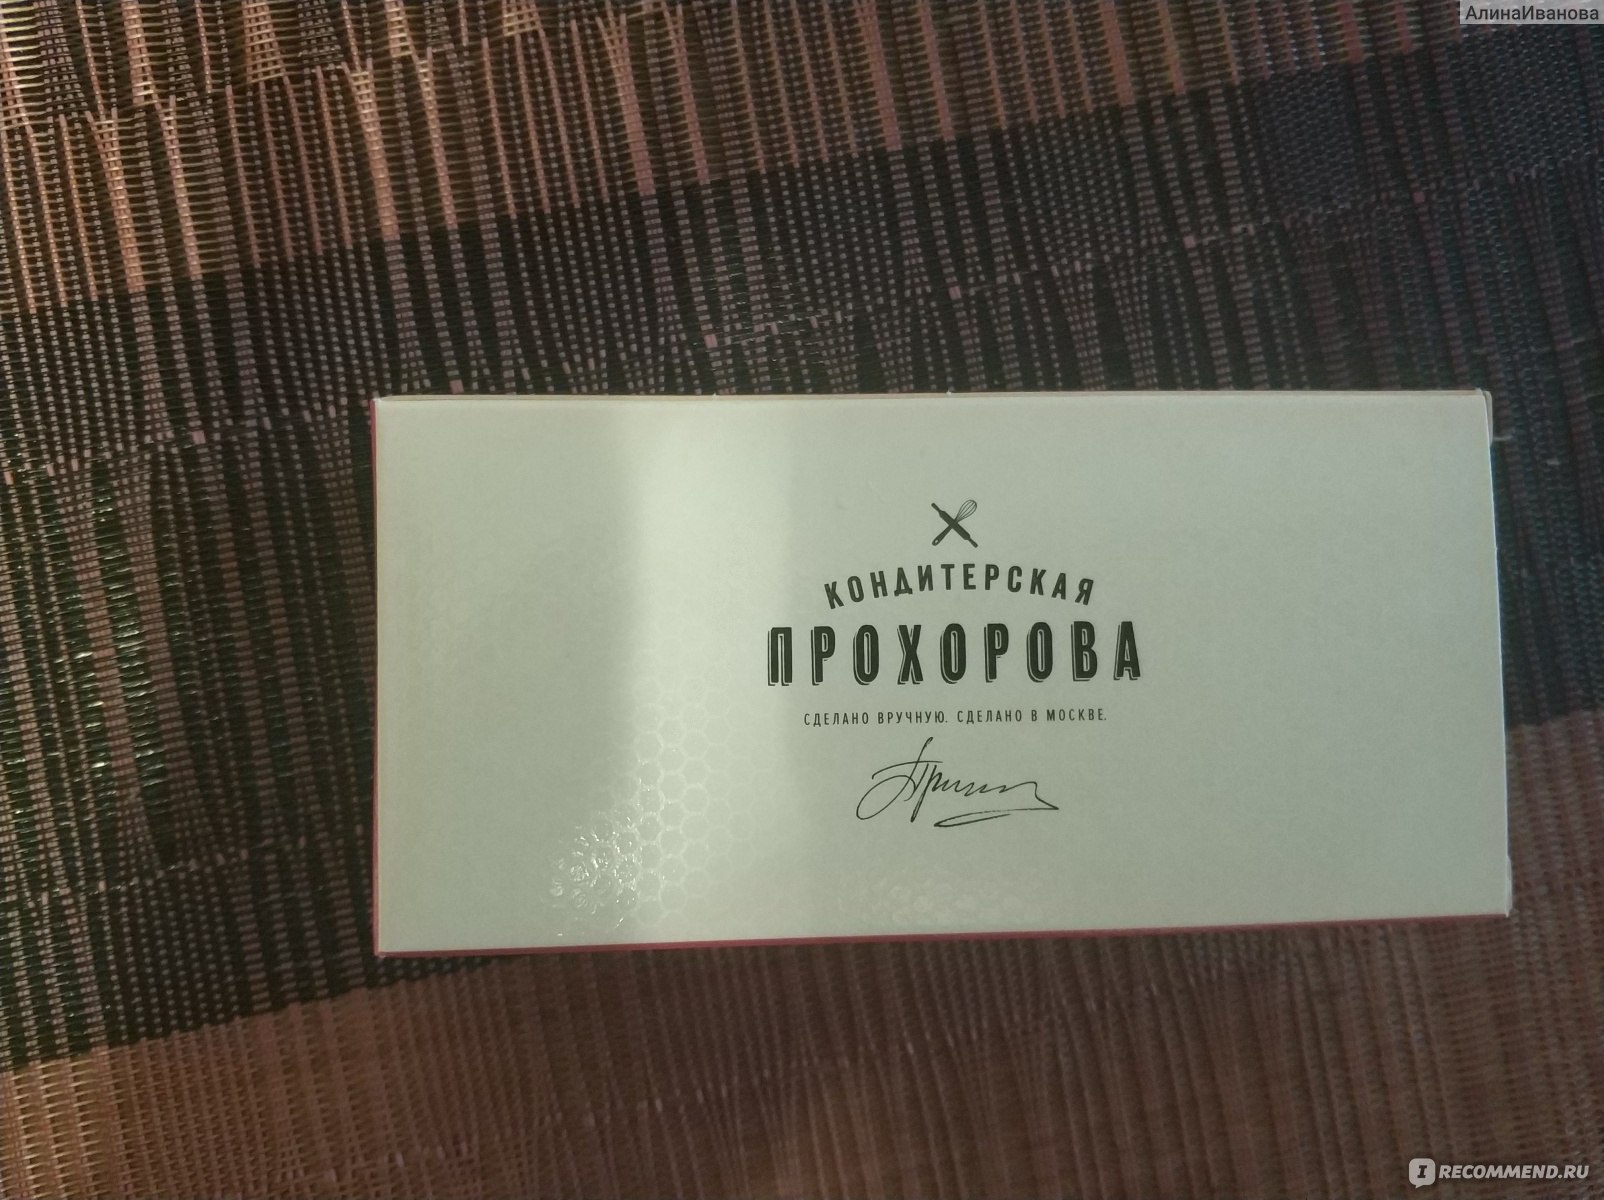 АлинаИванова
КОНДИТЕРСКАЯ
ПРОХОРОВА
СДЕЛАНО ВРУЧНУЮ. СДЕЛАНО В МОСКВЕ.
I RECOMMEND.RU